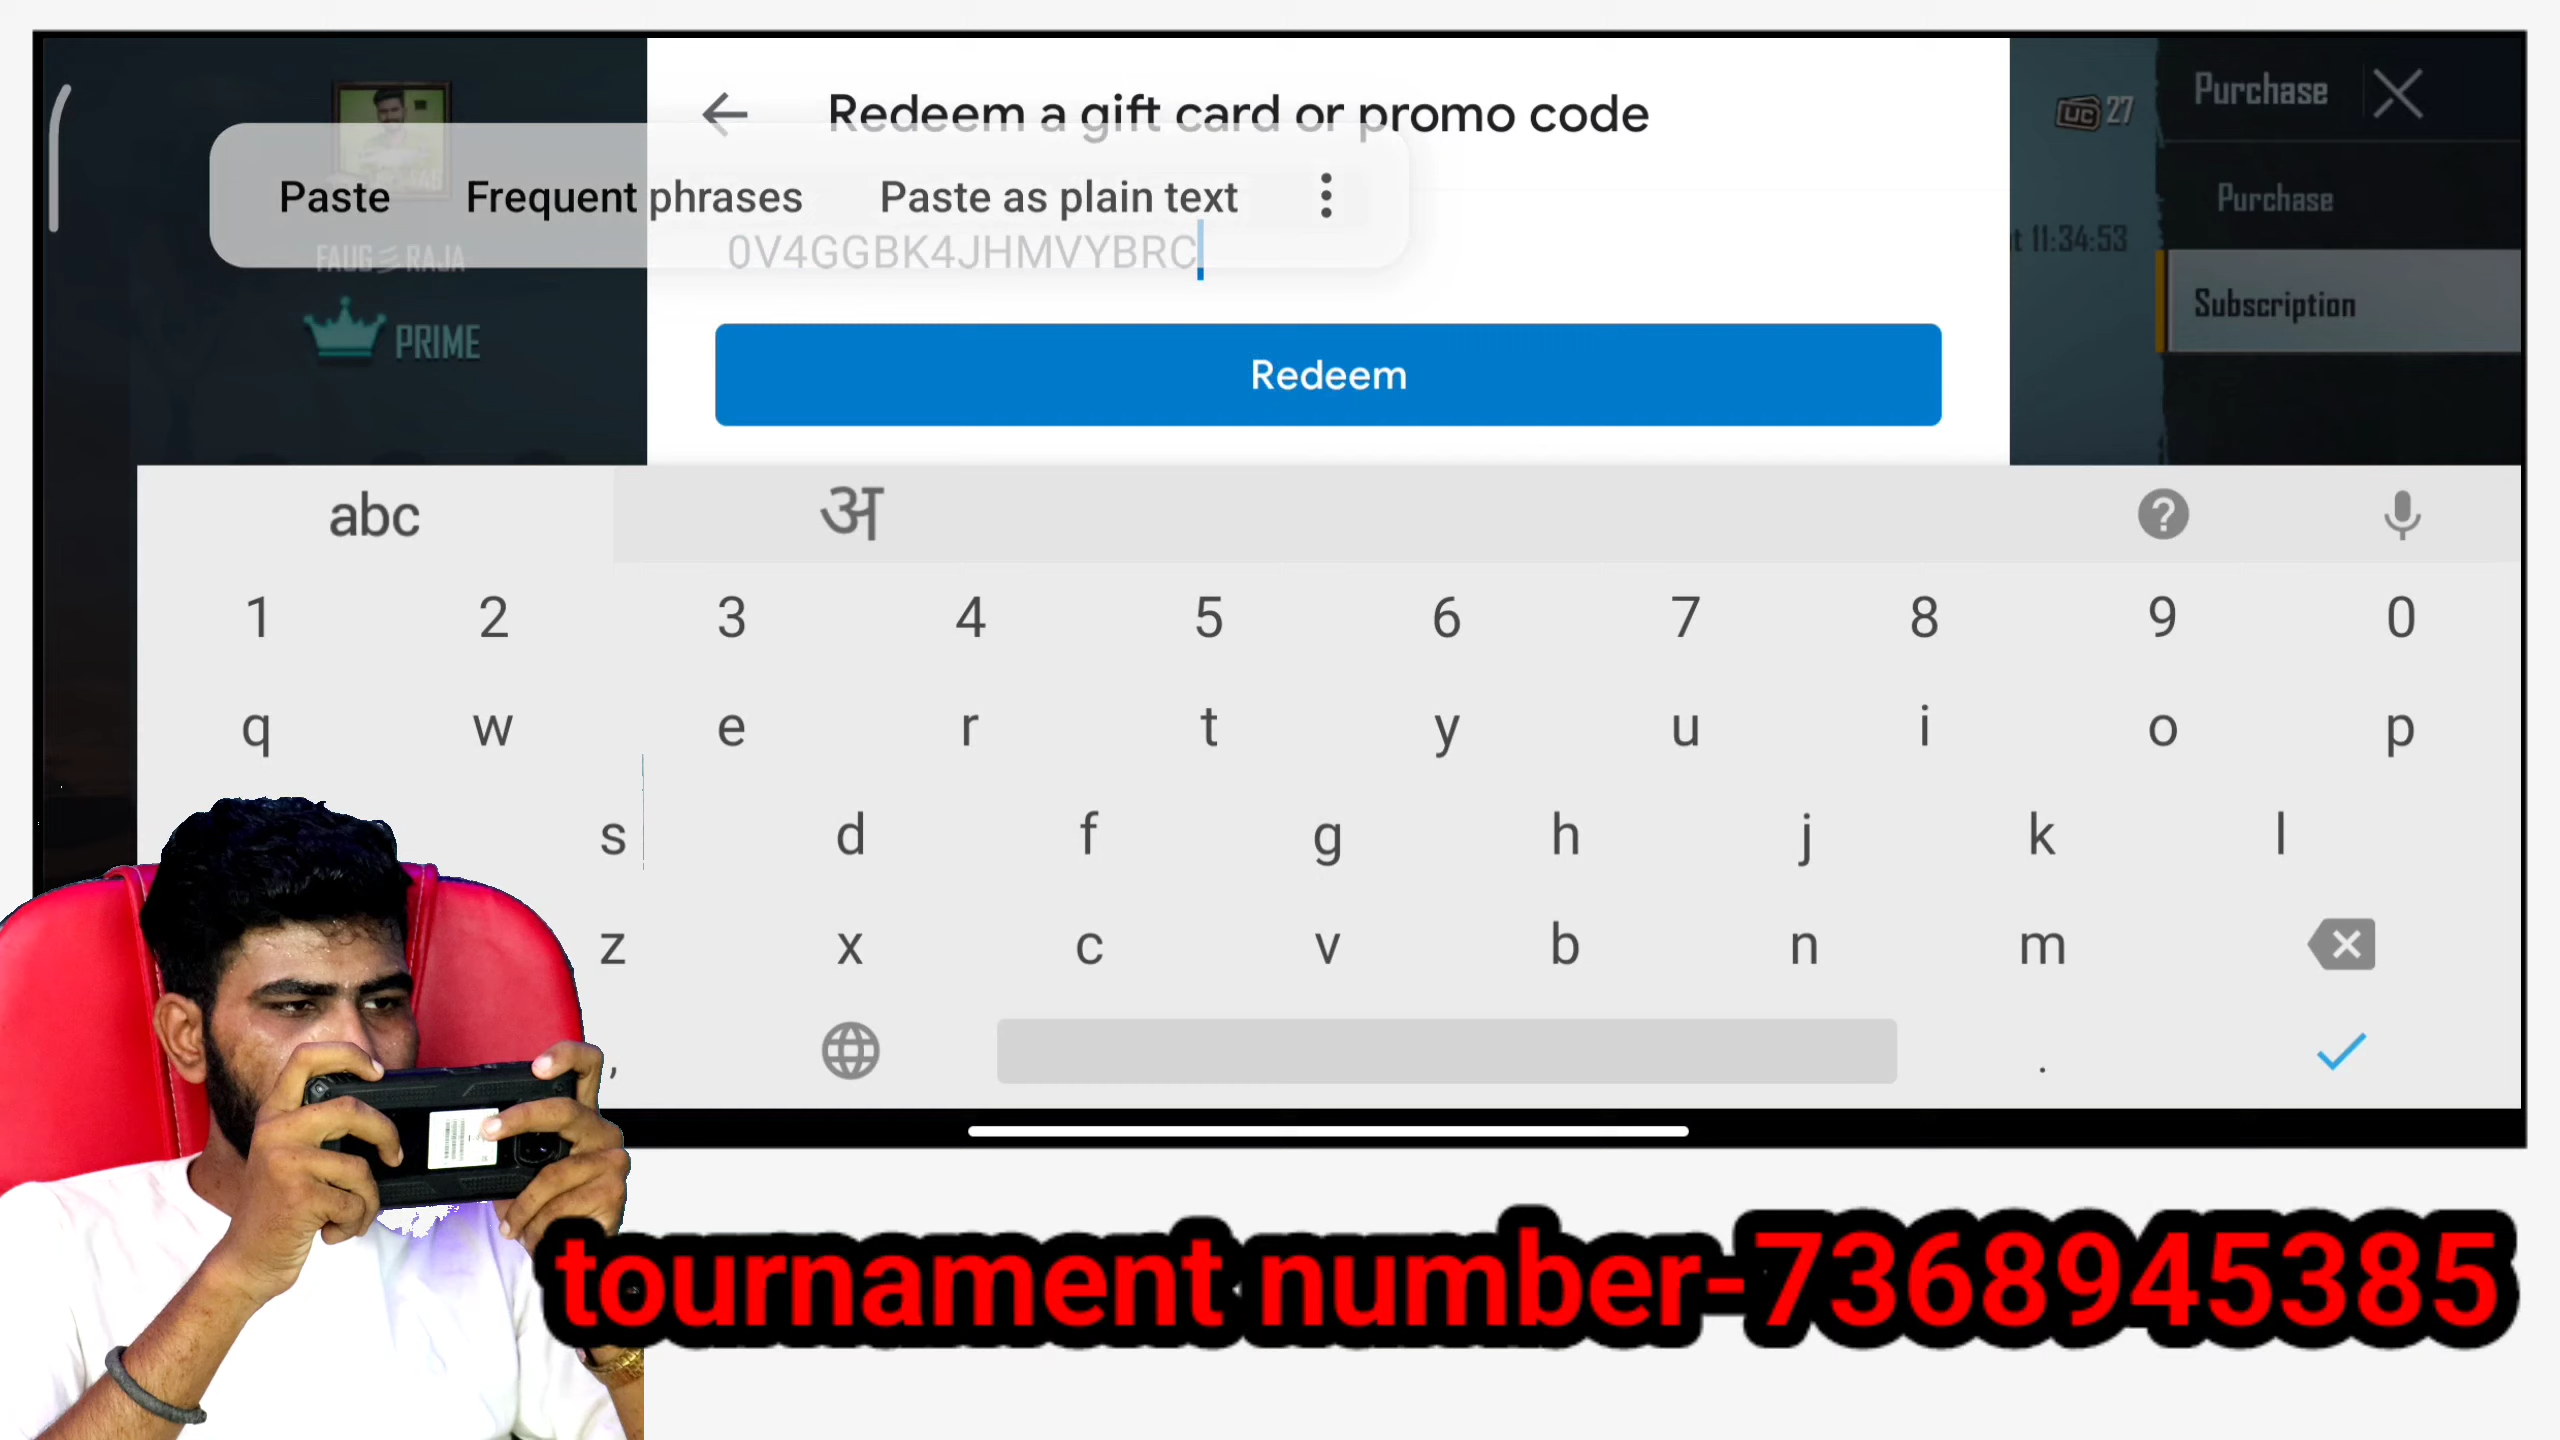 Redeem a gift card or promo code
Paste Frequent phrases Paste as plain text
0V4GGBK4JHMVYBRC
FAUG RAJA
PRIME
Redeem
UC 27
Purchase
Purchase
t 11:34:53
Subscription
abc अ
1 2 3 4 5 6 7 8 9 0
q w e r t y u i o p
s d f g h j k l
z x c v b n m
, .
tournament number-7368945385